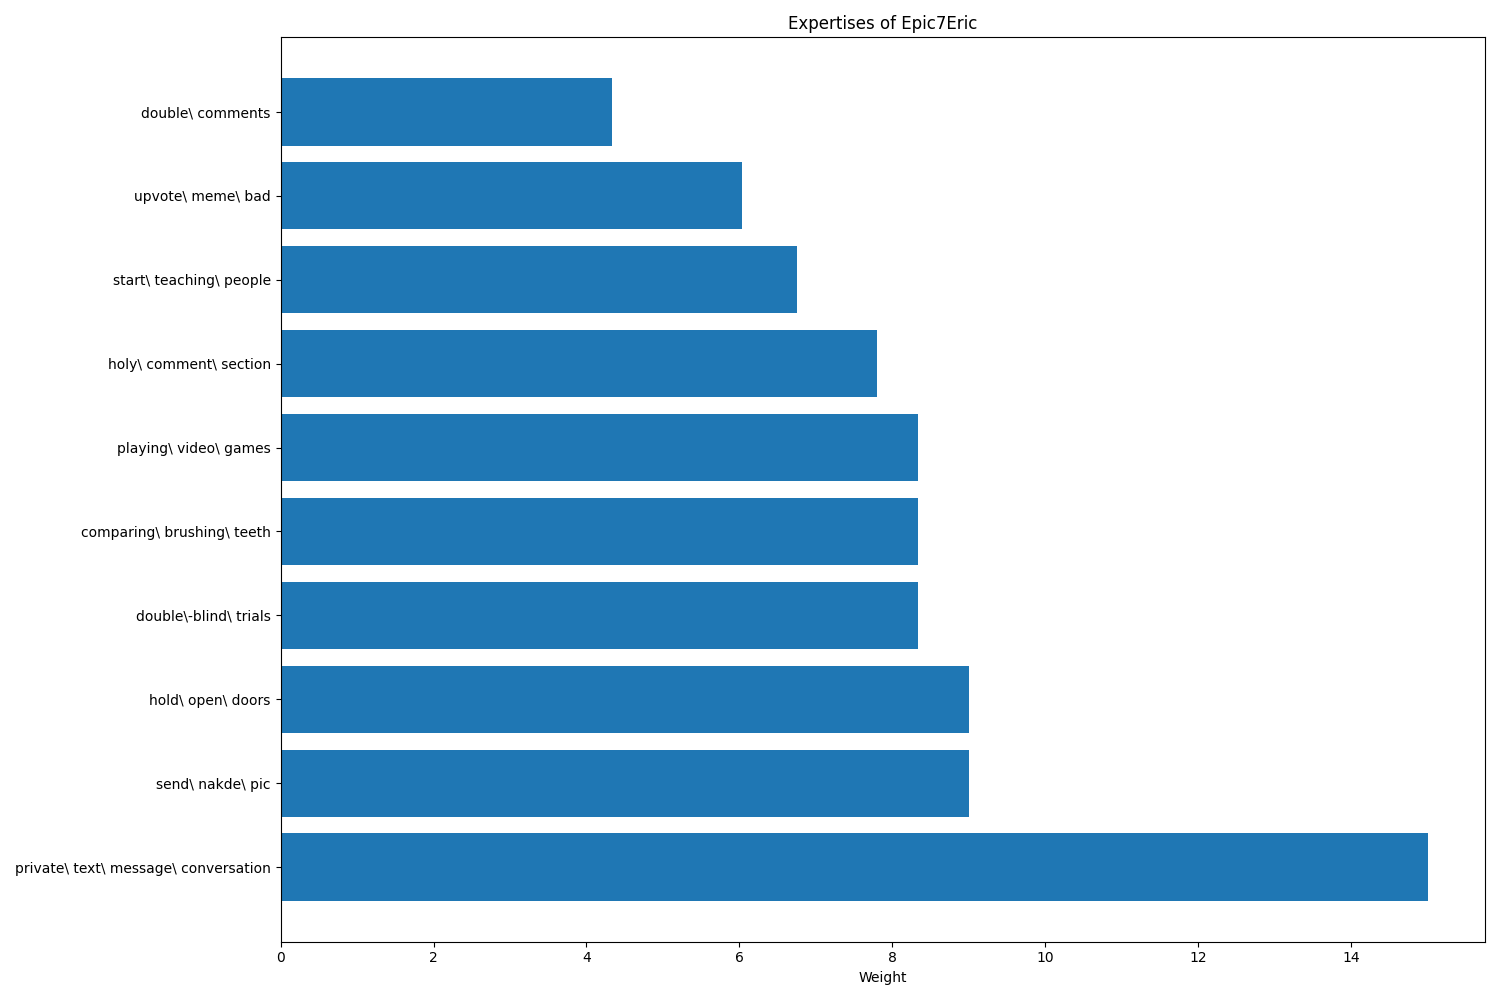 Expertises of Epic7Eric
double\ comments
upvote\ meme\ bad
start\ teaching\ people
holy\ comment\ section
playing\ video\ games
comparing\ brushing\ teeth
double\-blind\ trials
hold\ open\ doors
send\ nakde\ pic
private\ text\ message\ conversation
0 2 4 6 8 10 12 14
Weight